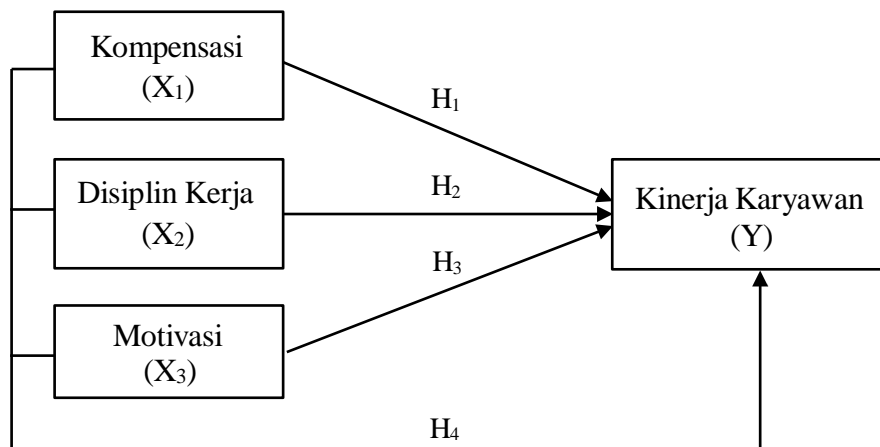 Kompensasi
(X₁)
H₁
Disiplin Kerja
(X₂)
H₂
Kinerja Karyawan
(Y)
H₃
Motivasi
(X₃)
H₄